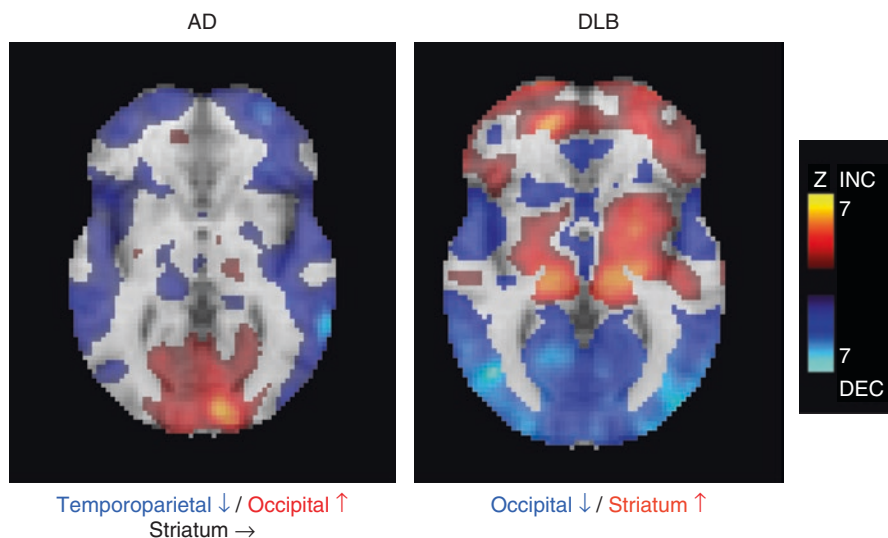 AD
DLB
Z INC
7
7
DEC
Temporoparietal ↓ / Occipital ↑
Striatum →
Occipital ↓ / Striatum ↑